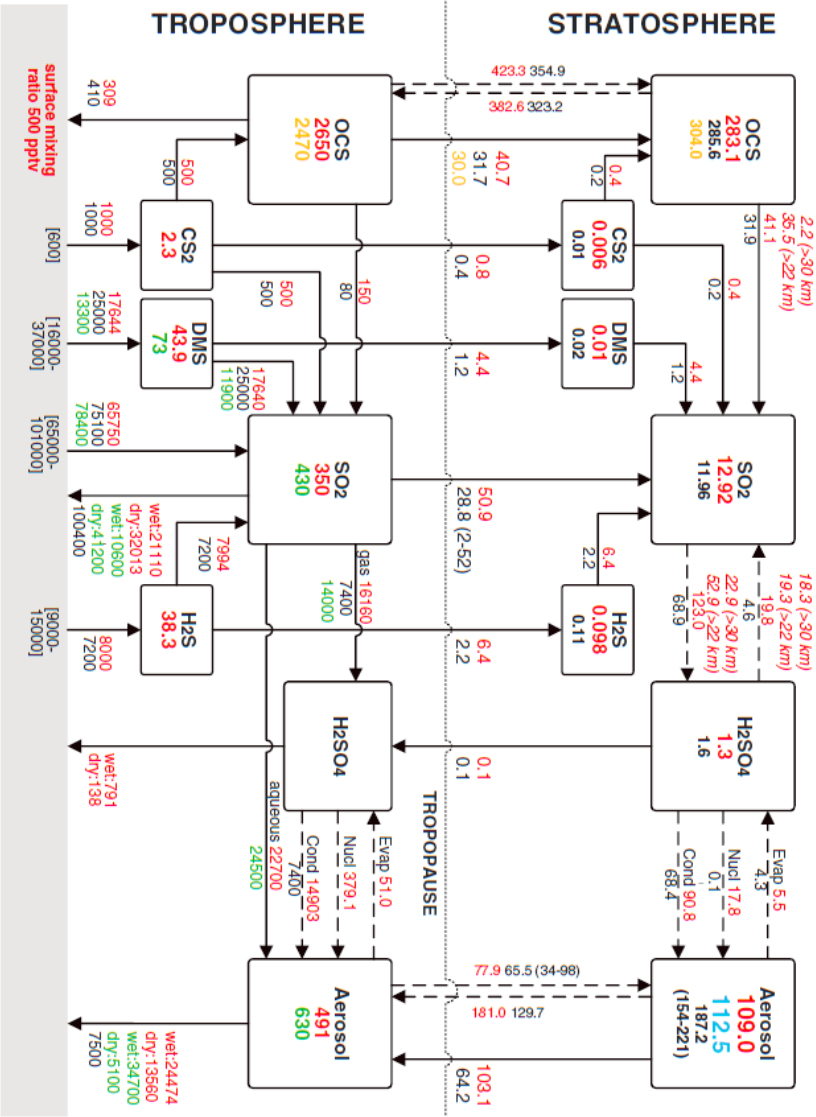 STRATOSPHERE
TROPOSPHERE
OCS
283.1
285.6
304.0
2.2 (>30 km)
35.5 (>22 km)
41.1
31.9
CS2
0.006
0.01
0.4
0.2
0.4
0.2
DMS
0.01
0.02
4.4
1.2
SO2
12.92
11.96
18.3 (>30 km)
19.3 (>22 km)
19.8
4.6
123.0
68.9
22.9 (>30 km)
52.9 (>22 km)
H2S
0.098
0.11
6.4
2.2
H2SO4
1.3
1.6
Evap 5.5
4.3
Nucl 17.8
0.1
Cond 90.8
68.4
Aerosol
109.0
112.5
187.2
(154-221)
423.3 354.9
382.6 323.2
40.7
31.7
30.0
0.8
0.4
4.4
1.2
50.9
28.8 (2-52)
6.4
2.2
0.1
0.1
TROPOPAUSE
77.9 65.5 (34-98)
181.0 129.7
103.1
64.2
OCS
2650
2470
150
80
CS2
2.3
500
500
500
500
DMS
43.9
73
17640
25000
11900
SO2
350
430
gas 16160
7400
14000
H2S
38.3
7994
7200
H2SO4
Evap 51.0
Nucl 379.1
Cond 14903
7400
aqueous 22700
24500
Aerosol
491
630
309
410
1000
1000
17644
25000
13300
65750
75100
78400
wet:21110
dry:32013
wet:10600
dry:41200
100400
8000
7200
wet:791
dry:138
wet:24474
dry:13560
wet:34700
dry:5100
7500
surface mixing
ratio 500 pptv
[600]
[16000-
37000]
[65000-
101000]
[9000-
15000]